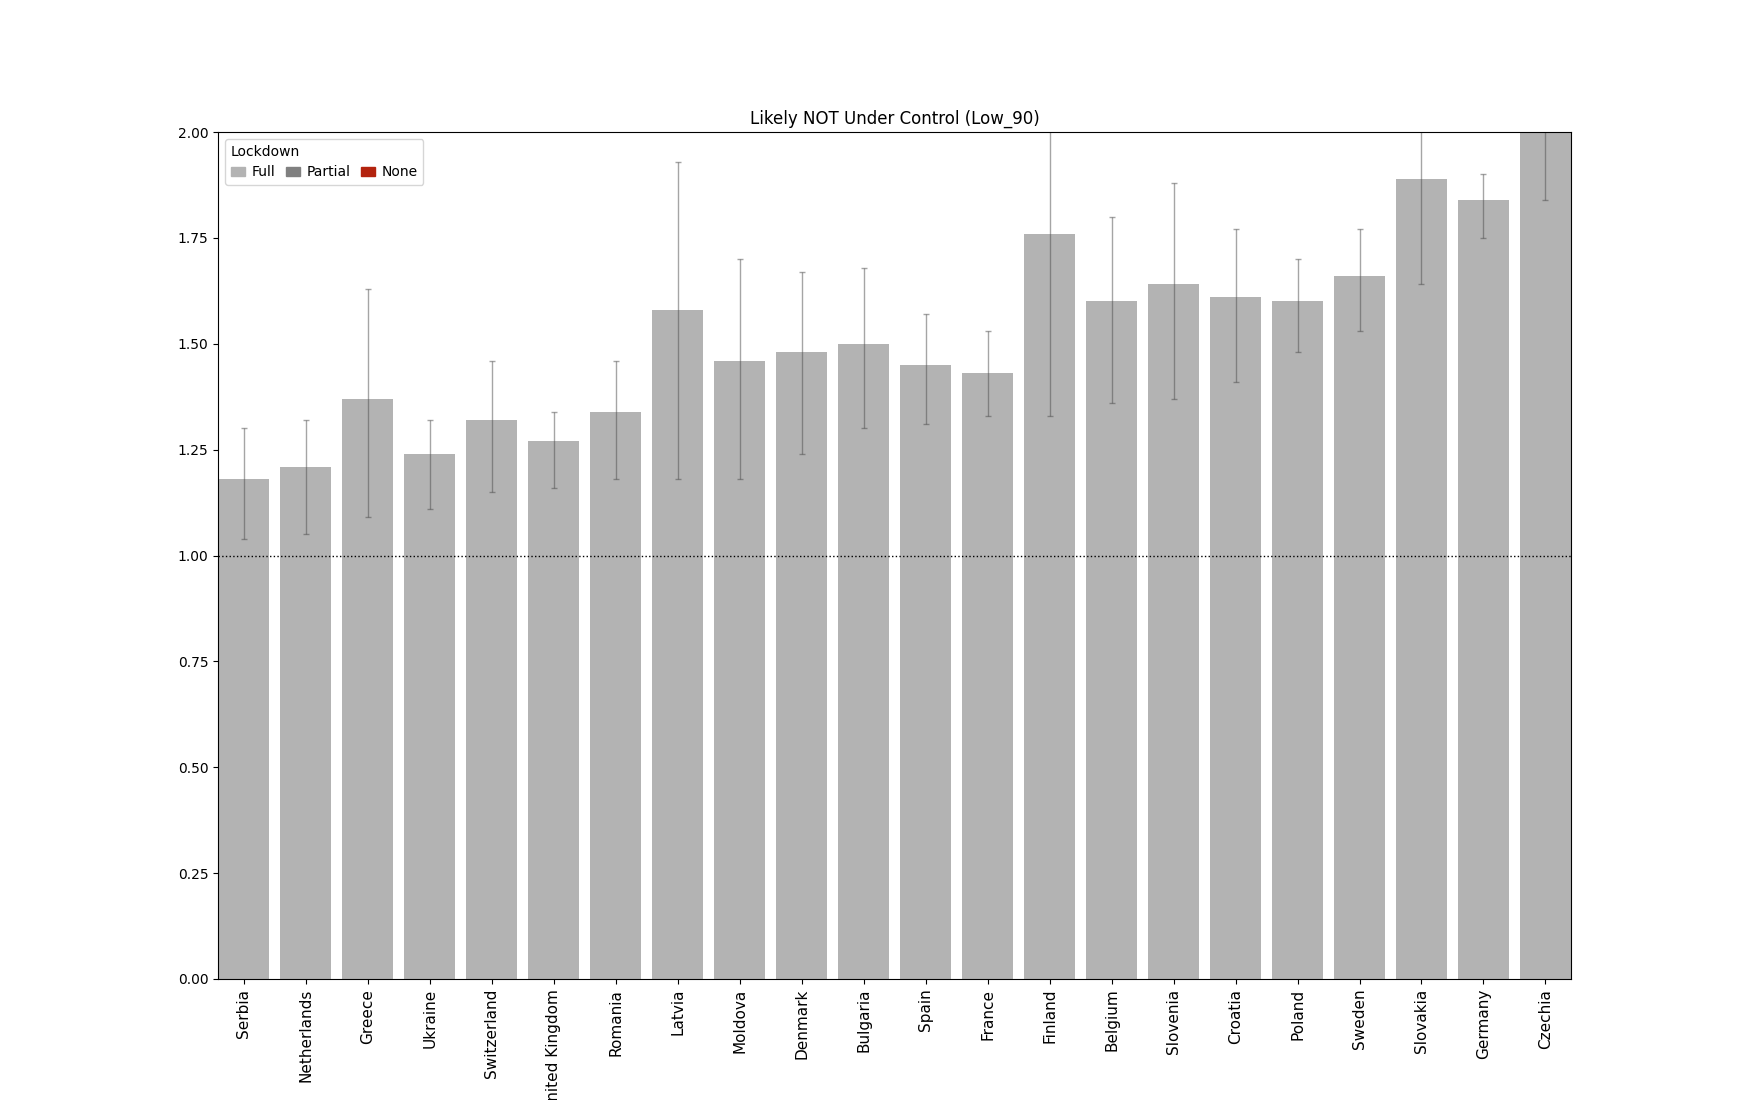 Likely NOT Under Control (Low_90)
Lockdown
Full Partial None
2.00
1.75
1.50
1.25
1.00
0.75
0.50
0.25
0.00
Serbia
Netherlands
Greece
Ukraine
Switzerland
nited Kingdom
Romania
Latvia
Moldova
Denmark
Bulgaria
Spain
France
Finland
Belgium
Slovenia
Croatia
Poland
Sweden
Slovakia
Germany
Czechia